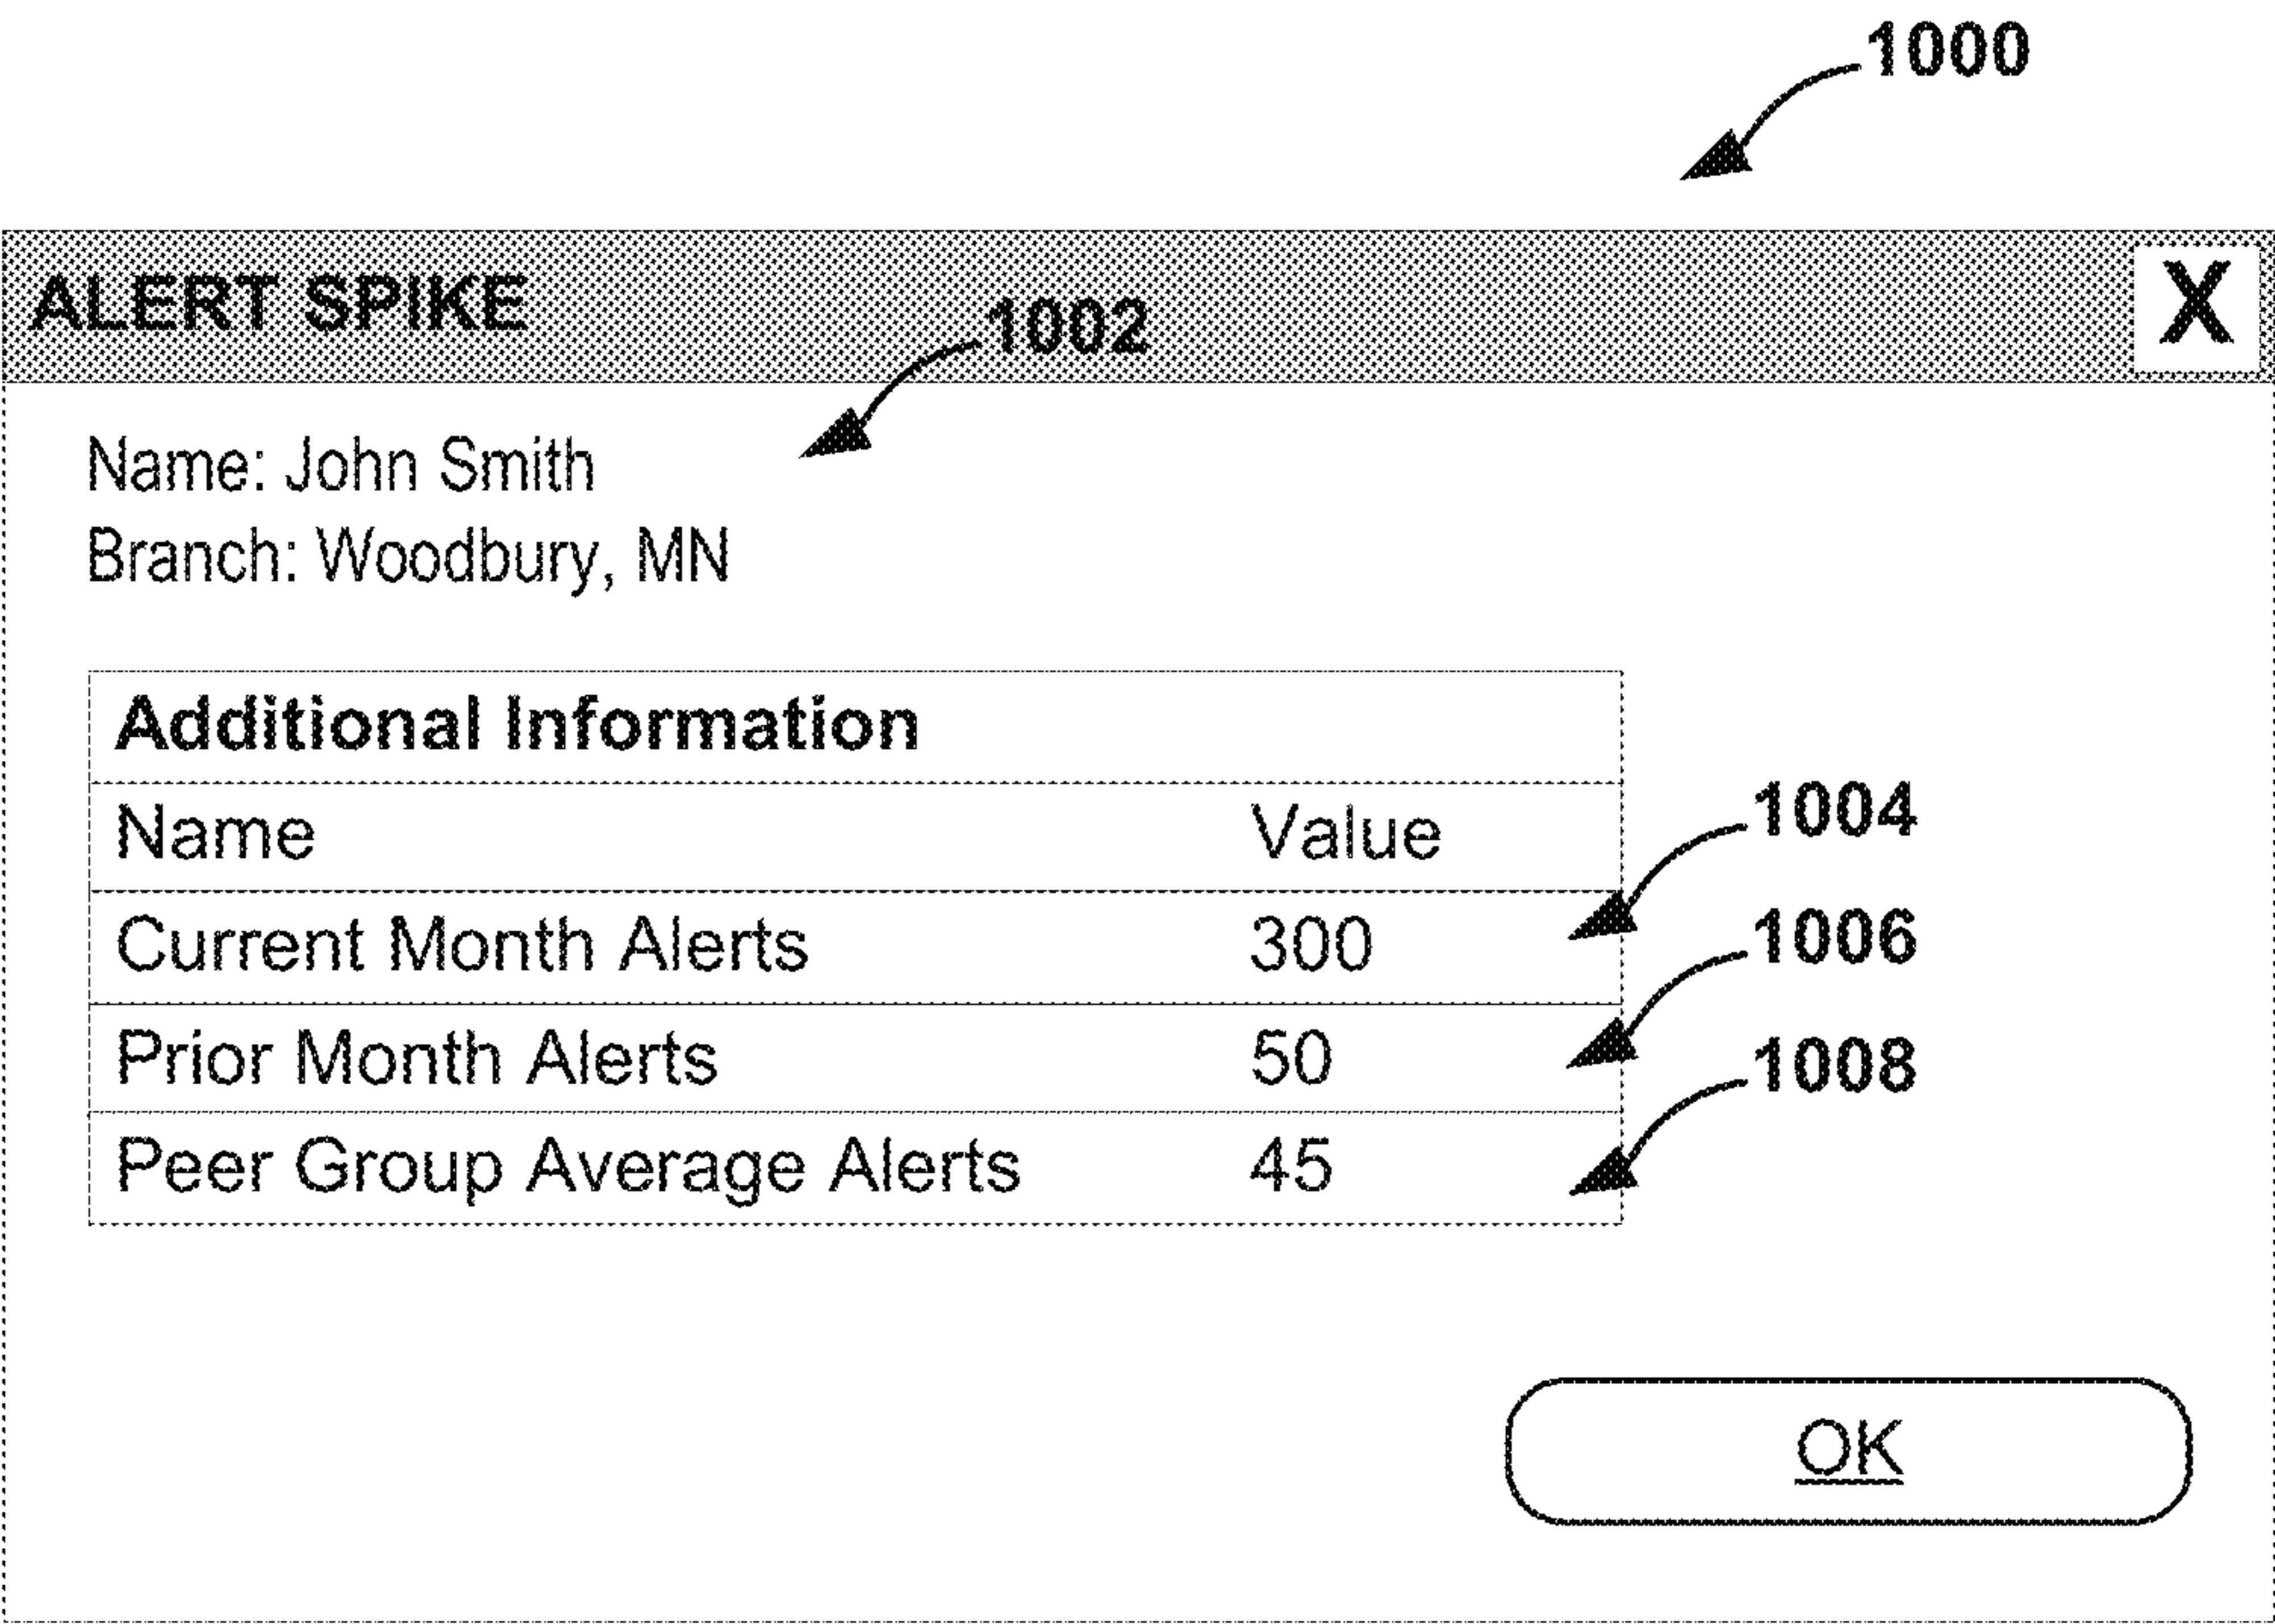 1000
ALERT SPIKE X
1002
Name: John Smith
Branch: Woodbury, MN
Additional Information
Name Value
1004
Current Month Alerts 300
1006
Prior Month Alerts 50
1008
Peer Group Average Alerts 45
OK